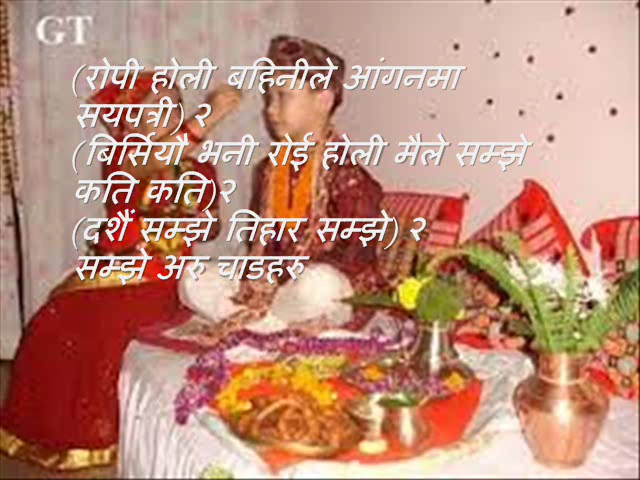 GT
(रोपी होली बहिनीले आंगनमा
सयपत्री) २
(बिर्सियौ भनी रोई होली मैले सम्झे
कति कति)२
(दशैं सम्झे तिहार सम्झे) २
सम्झे अरु चाडहरु